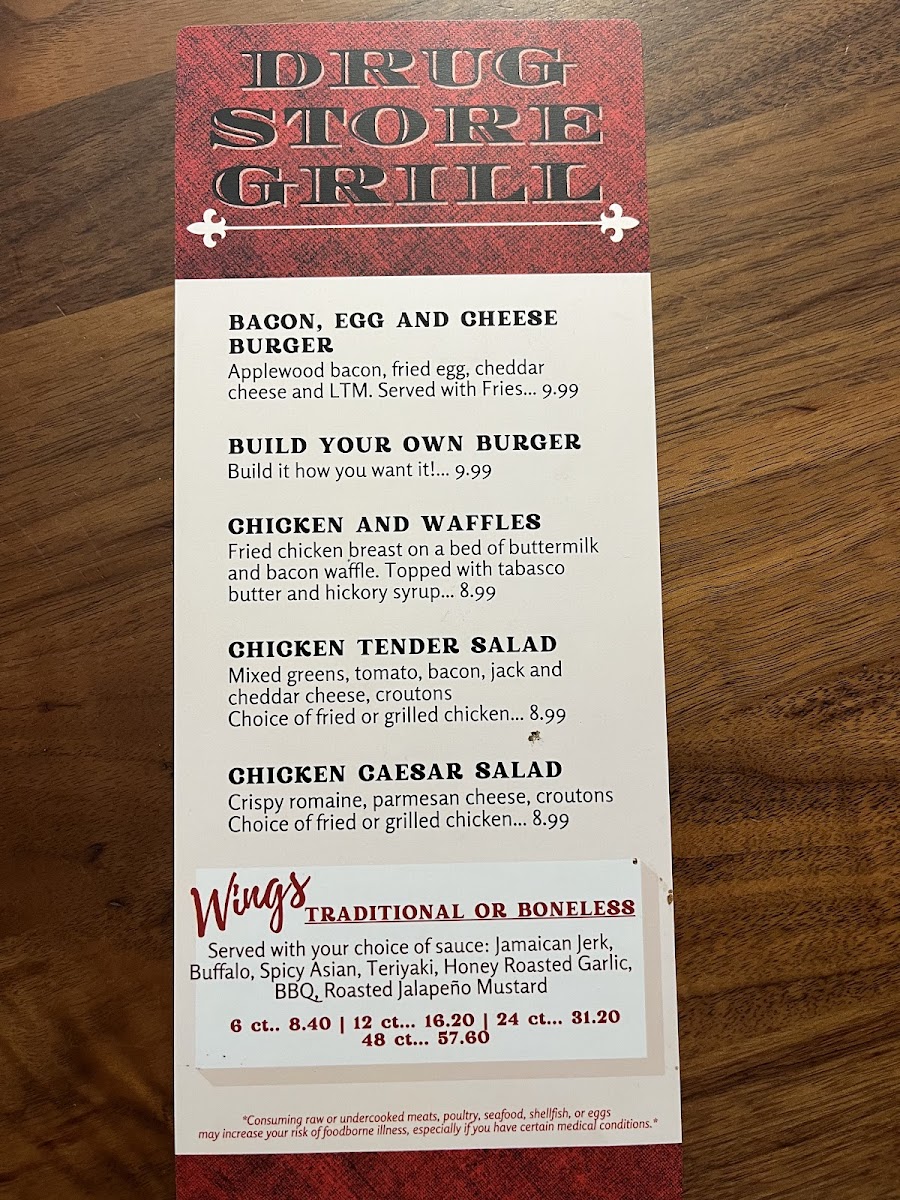 DRUG
STORE
GRILL
BACON, EGG AND CHEESE
BURGER
Applewood bacon, fried egg, cheddar
cheese and LTM. Served with Fries... 9.99
BUILD YOUR OWN BURGER
Build it how you want it!... 9.99
CHICKEN AND WAFFLES
Fried chicken breast on a bed of buttermilk
and bacon waffle. Topped with tabasco
butter and hickory syrup... 8.99
CHICKEN TENDER SALAD
Mixed greens, tomato, bacon, jack and
cheddar cheese, croutons
Choice of fried or grilled chicken... 8.99
CHICKEN CAESAR SALAD
Crispy romaine, parmesan cheese, croutons
Choice of fried or grilled chicken... 8.99
Wings TRADITIONAL OR BONELESS
Served with your choice of sauce: Jamaican Jerk,
Buffalo, Spicy Asian, Teriyaki, Honey Roasted Garlic,
BBQ, Roasted Jalapeño Mustard
6 ct.. 8.40 | 12 ct... 16.20 | 24 ct... 31.20
48 ct... 57.60
*Consuming raw or undercooked meats, poultry, seafood, shellfish, or eggs
may increase your risk of foodborne illness, especially if you have certain medical conditions.*